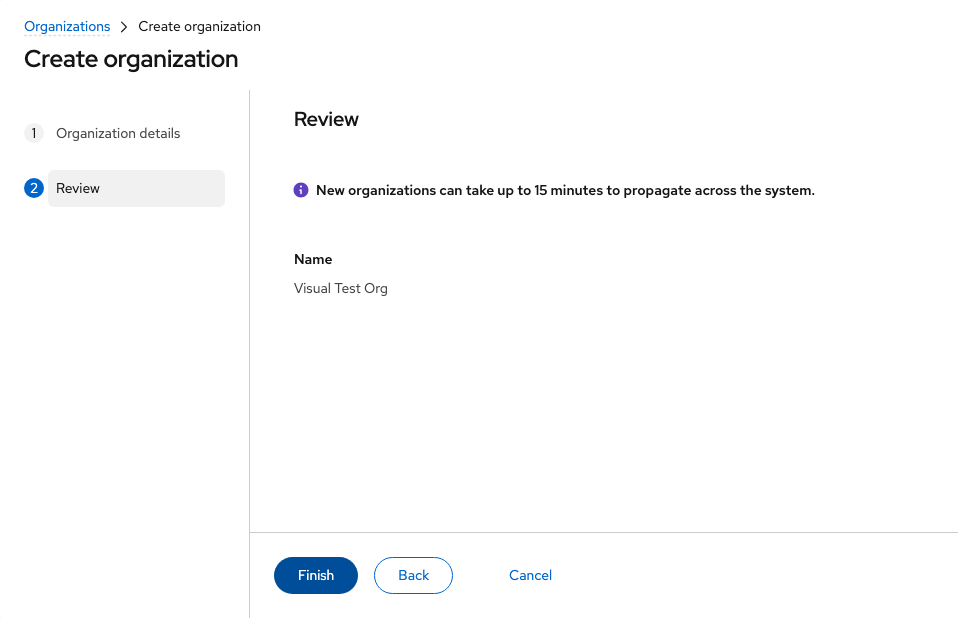 Organizations > Create organization
Create organization
1 Organization details
2 Review
Review
New organizations can take up to 15 minutes to propagate across the system.
Name
Visual Test Org
Finish Back Cancel